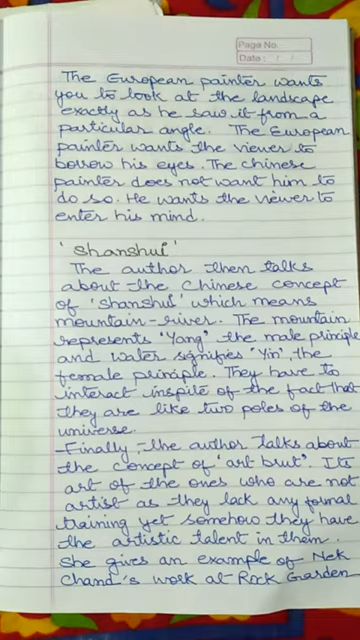 Page No.
Date: / /
The European painter wants
you to look at the landscape
exactly as he saw it from a
particular angle. The European
painter wants the viewer to
borrow his eyes. The chinese
painter does not want him to
do so. He wants the viewer to
enter his mind.
'Shanshui'
The author then talks
about the Chinese concept
of 'Shanshui' which means
mountain-river. The mountain
represents "Yang" the male principle
and water signifies 'Yin', the
female principle. They have to
interact inspite of the fact that
they are like two poles of the
universe.
Finally, the author talks about
the concept of 'art brut'. Its
art of the ones who are not
artist as they lack any formal
training yet somehow they have
the artistic talent in them.
She gives an example of Nek
Chand's work at Rock Garden